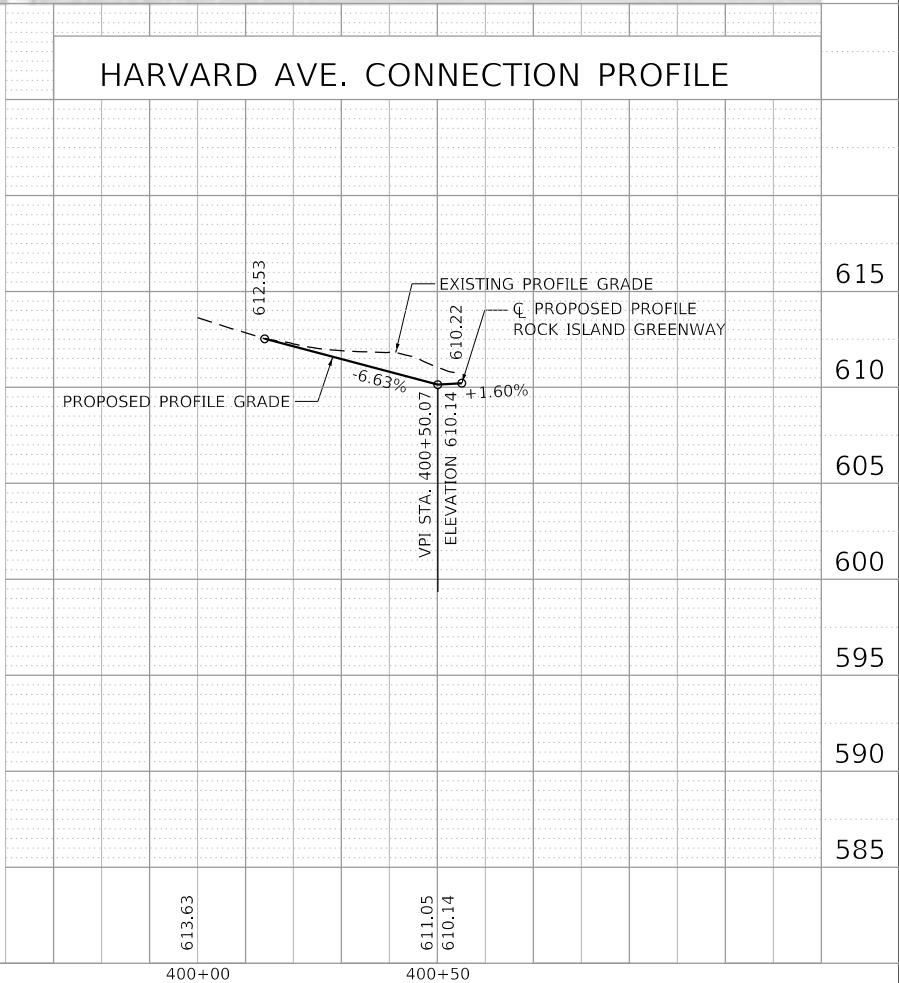 HARVARD AVE. CONNECTION PROFILE
612.53
615
EXISTING PROFILE GRADE
℄ PROPOSED PROFILE
ROCK ISLAND GREENWAY
610.22
610
-6.63%
+1.60%
PROPOSED PROFILE GRADE
VPI STA. 400+50.07
ELEVATION 610.14
605
600
595
590
585
613.63
611.05
610.14
400+00
400+50